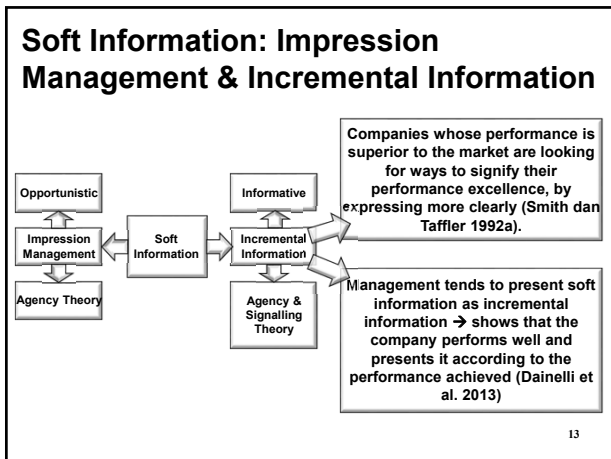 Soft Information: Impression
Management & Incremental Information
Opportunistic
Impression
Management
Agency Theory
Soft
Information
Informative
Incremental
Information
Agency &
Signalling
Theory
Companies whose performance is
superior to the market are looking
for ways to signify their
performance excellence, by
expressing more clearly (Smith dan
Taffler 1992a).
Management tends to present soft
information as incremental
information → shows that the
company performs well and
presents it according to the
performance achieved (Dainelli et
al. 2013)
13